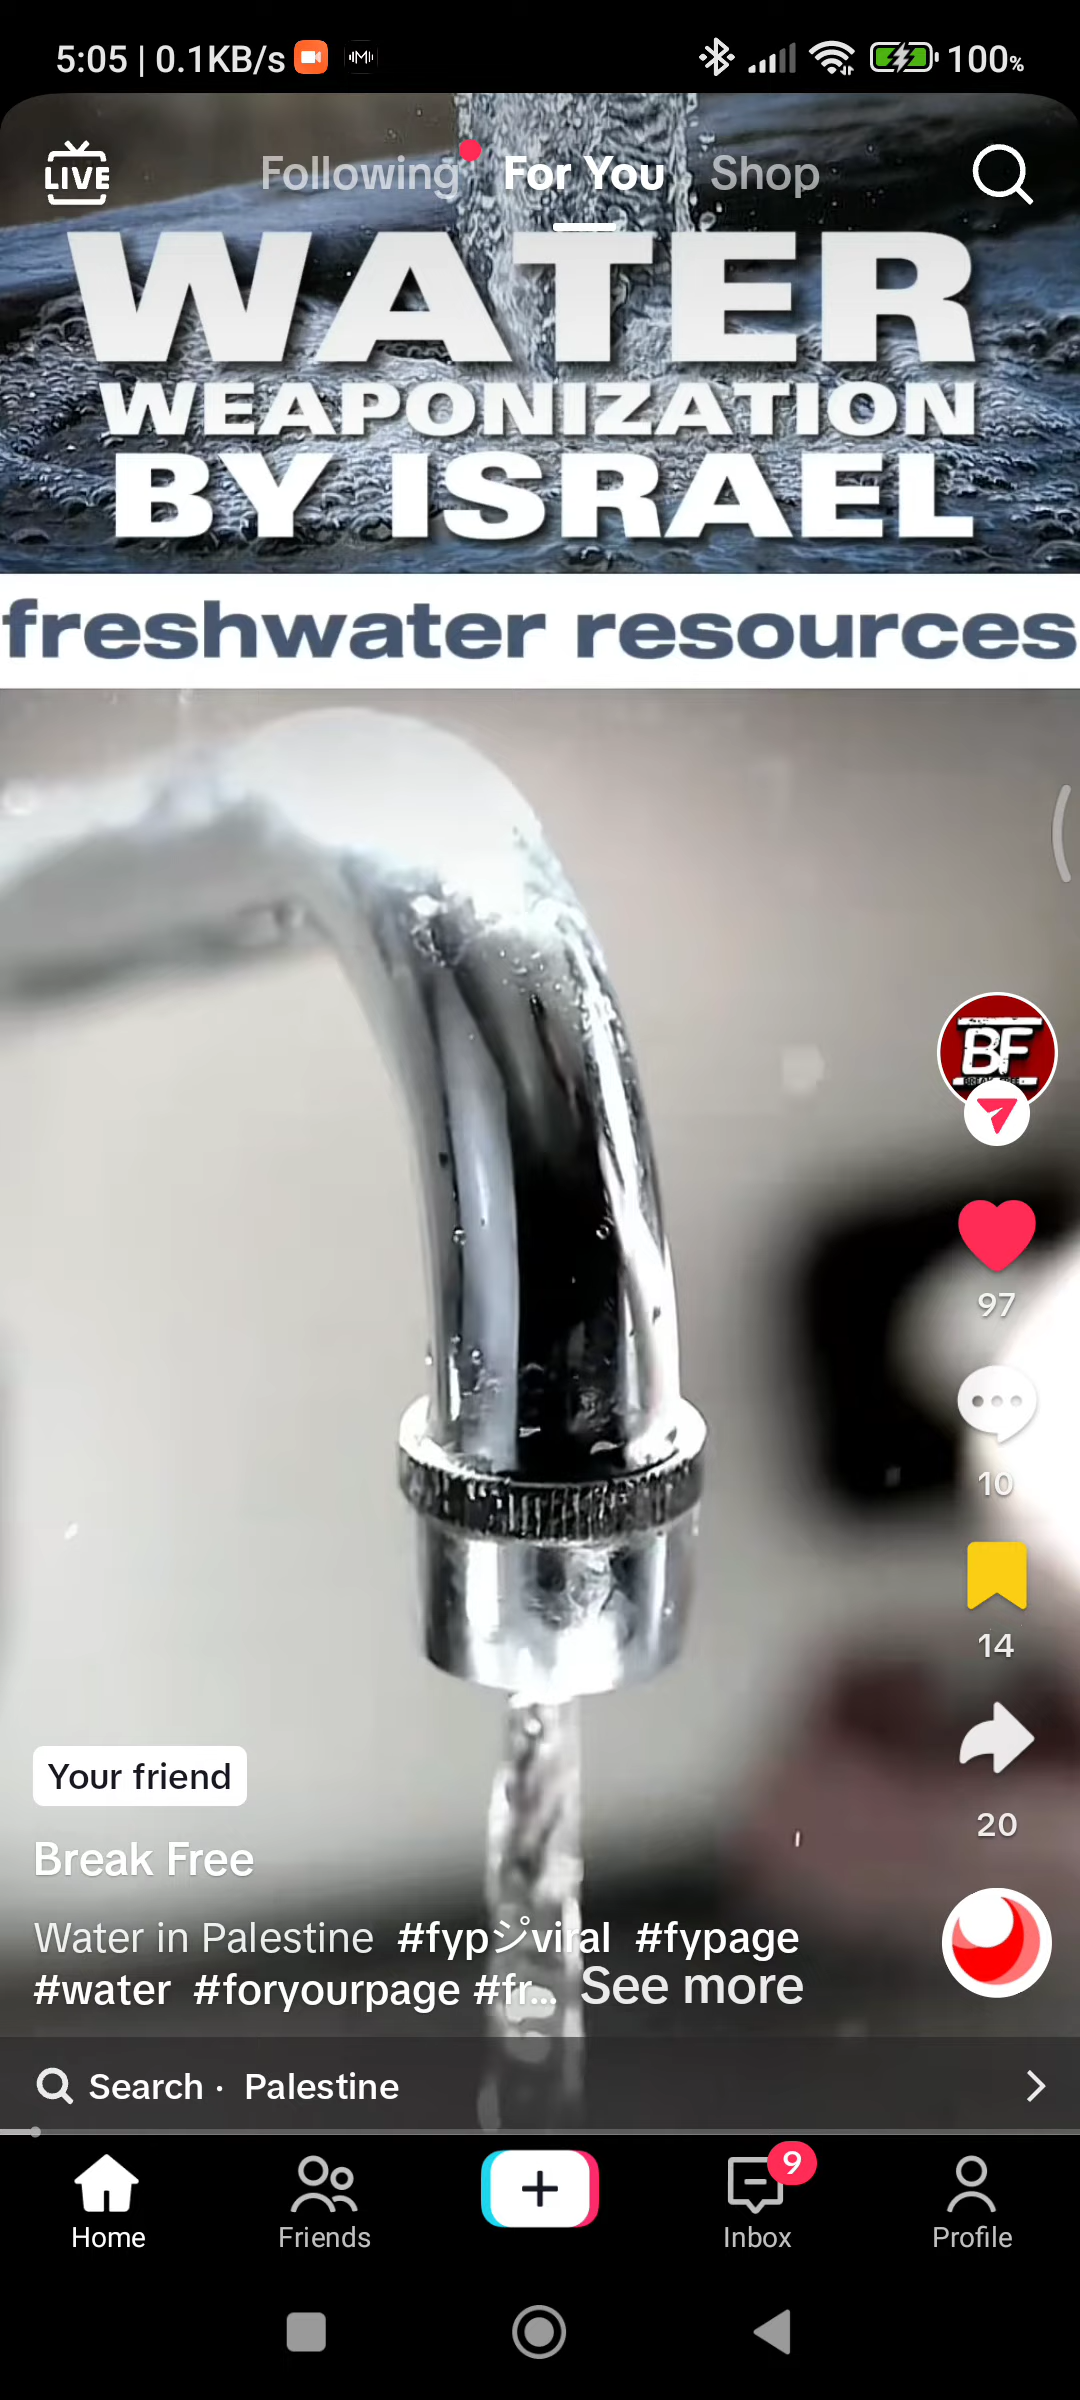 5:05 | 0.1KB/s
100%
LIVE
Following
For You
Shop
WATER
WEAPONIZATION
BY ISRAEL
freshwater resources
BF
97
10
14
20
Your friend
Break Free
Water in Palestine #fypジviral #fypage
#water #foryourpage #fr... See more
Search · Palestine
Home
Friends
Inbox
9
Profile